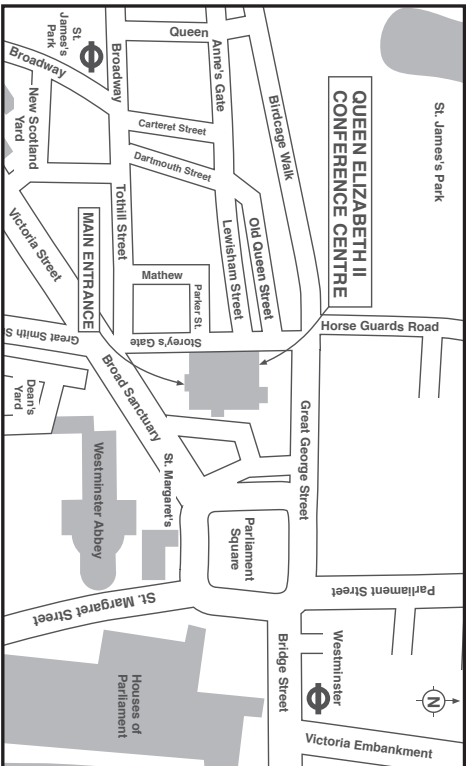 St.
James's
Park
Broadway
Broadway
Queen
Anne's Gate
Birdcage Walk
QUEEN ELIZABETH II
CONFERENCE CENTRE
St. James's Park
New Scotland
Yard
Carteret Street
Dartmouth Street
Tothill Street
Victoria Street
MAIN ENTRANCE
Lewisham Street
Old Queen Street
Mathew
Parker St.
Storey's Gate
Horse Guards Road
Great Smith S
Dean's
Yard
Broad Sanctuary
Great George Street
Westminster Abbey
St. Margaret's
Parliament
Square
Parliament Street
St. Margaret Street
Houses of
Parliament
Bridge Street
Westminster
N
Victoria Embankment